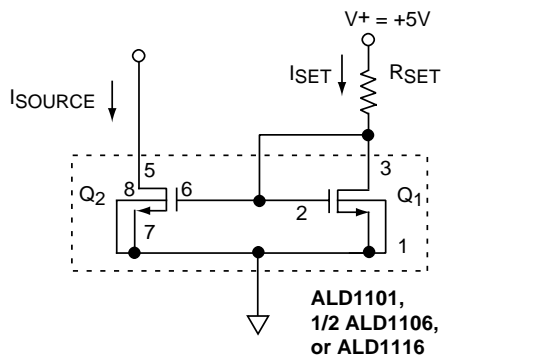 V+ = +5V
ISET
RSET
ISOURCE
5
3
Q2
8
6
2
Q1
7
1
ALD1101,
1/2 ALD1106,
or ALD1116